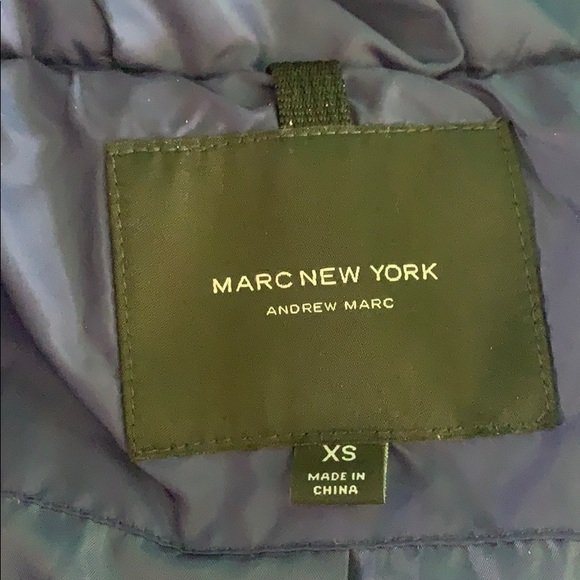 MARC NEW YORK
ANDREW MARC
XS
MADE IN
CHINA